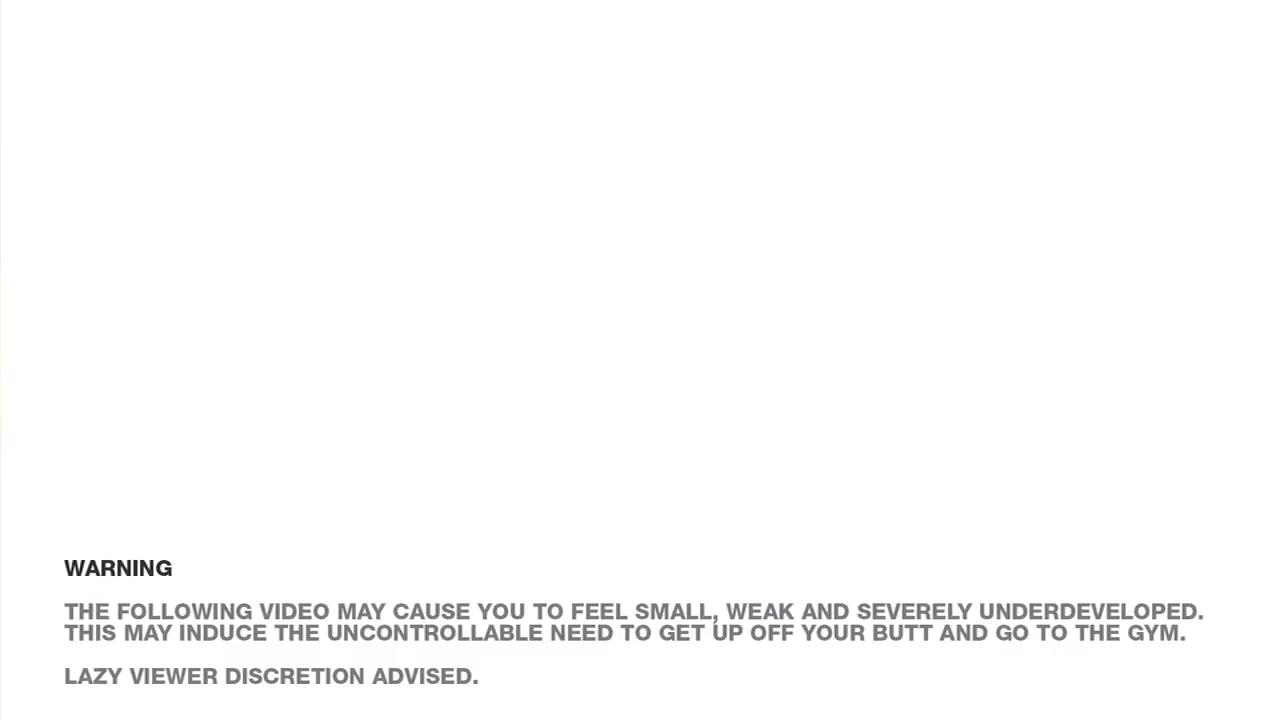 WARNING
THE FOLLOWING VIDEO MAY CAUSE YOU TO FEEL SMALL, WEAK AND SEVERELY UNDERDEVELOPED.
THIS MAY INDUCE THE UNCONTROLLABLE NEED TO GET UP OFF YOUR BUTT AND GO TO THE GYM.
LAZY VIEWER DISCRETION ADVISED.